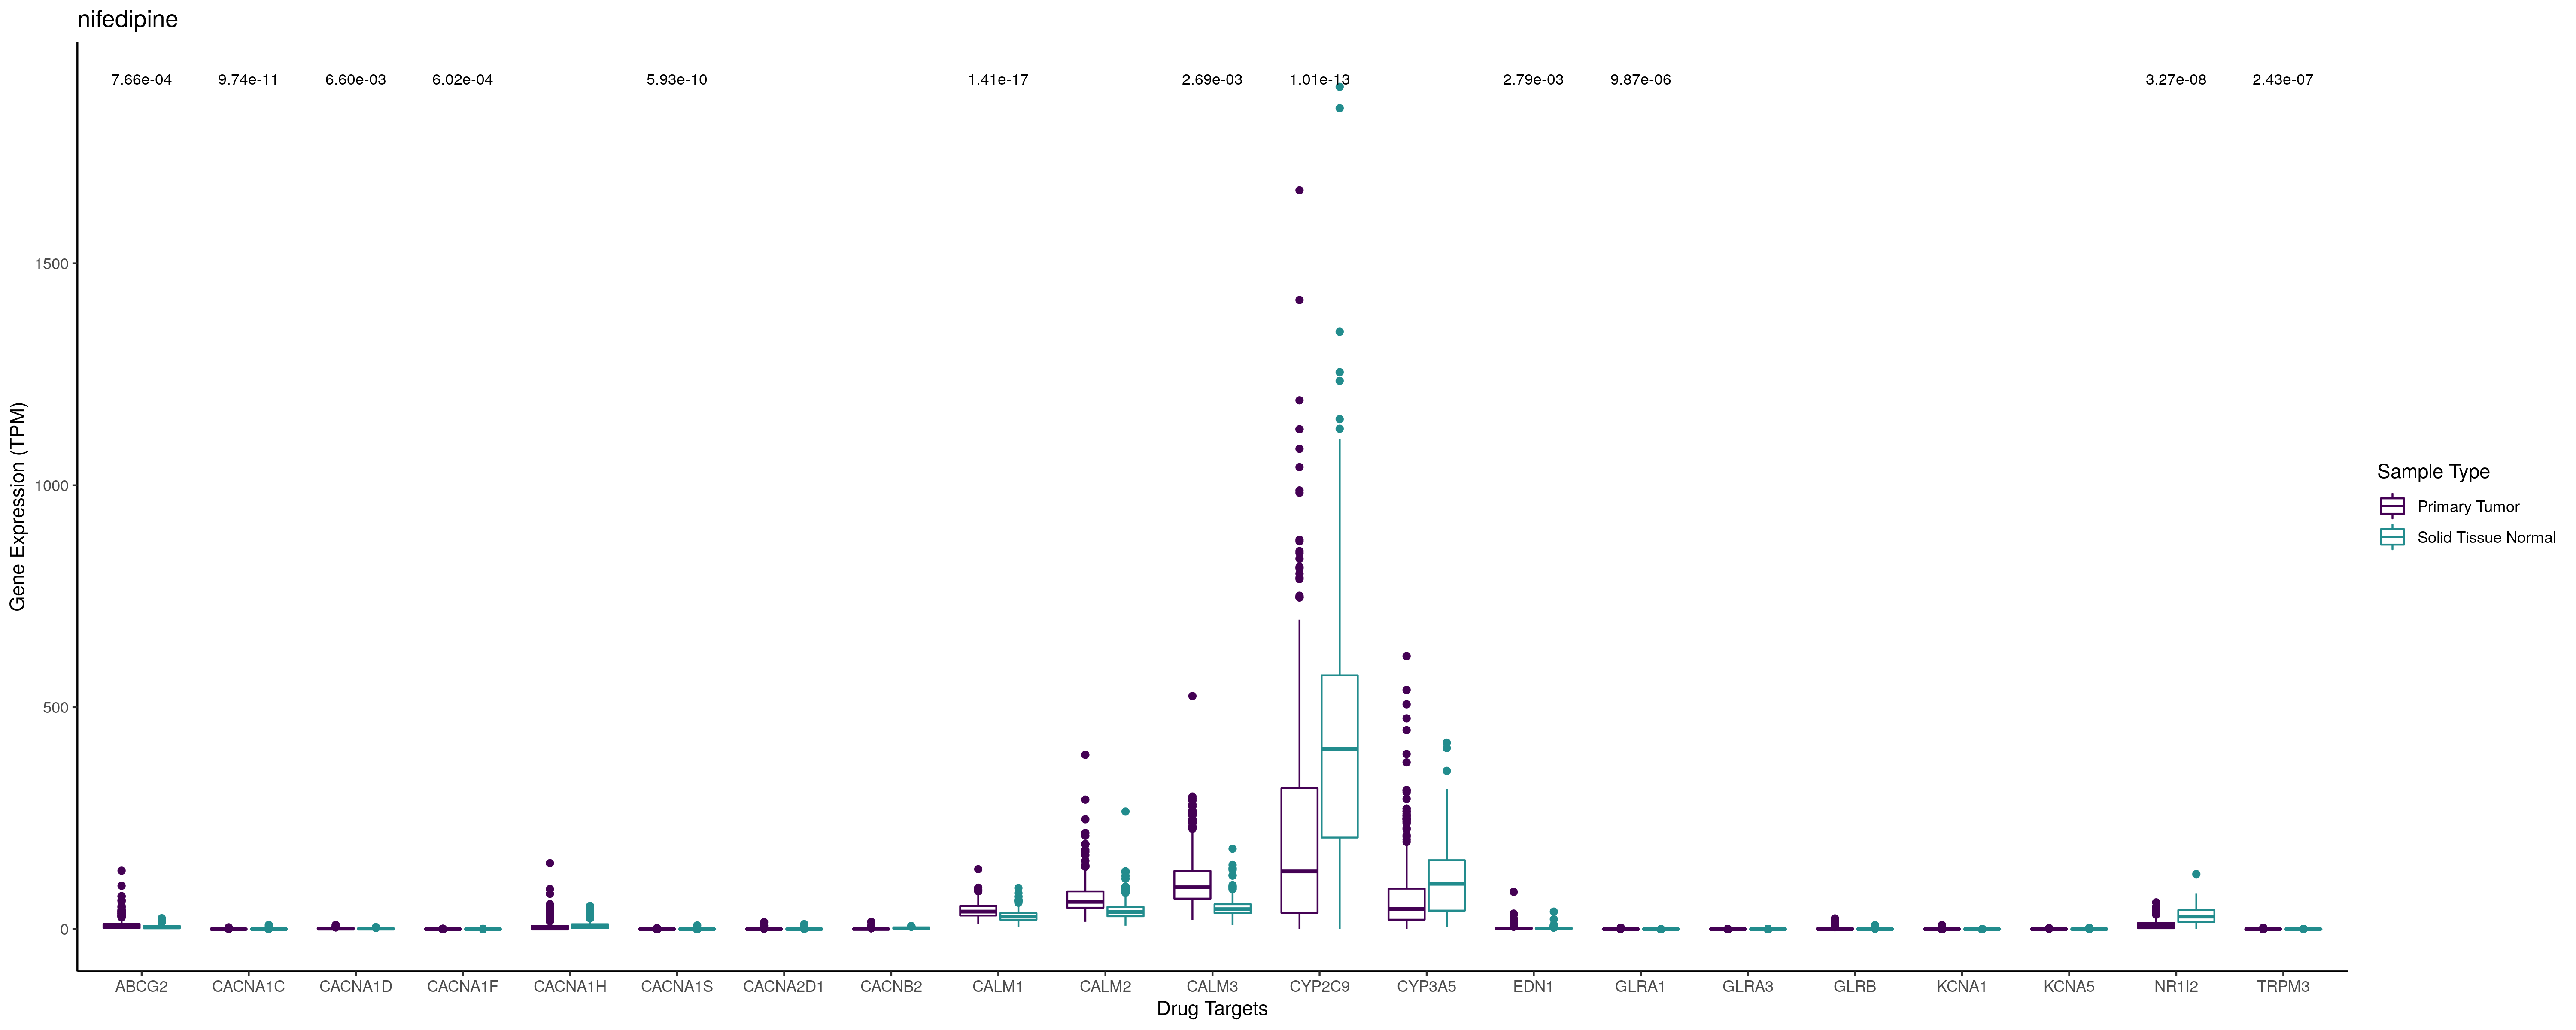 nifedipine
7.66e-04 9.74e-11 6.60e-03 6.02e-04 5.93e-10 1.41e-17 2.69e-03 1.01e-13 2.79e-03 9.87e-06 3.27e-08 2.43e-07
Gene Expression (TPM)
1500
1000
500
0
ABCG2 CACNA1C CACNA1D CACNA1F CACNA1H CACNA1S CACNA2D1 CACNB2 CALM1 CALM2 CALM3 CYP2C9 CYP3A5 EDN1 GLRA1 GLRA3 GLRB KCNA1 KCNA5 NR1I2 TRPM3
Drug Targets
Sample Type
Primary Tumor
Solid Tissue Normal